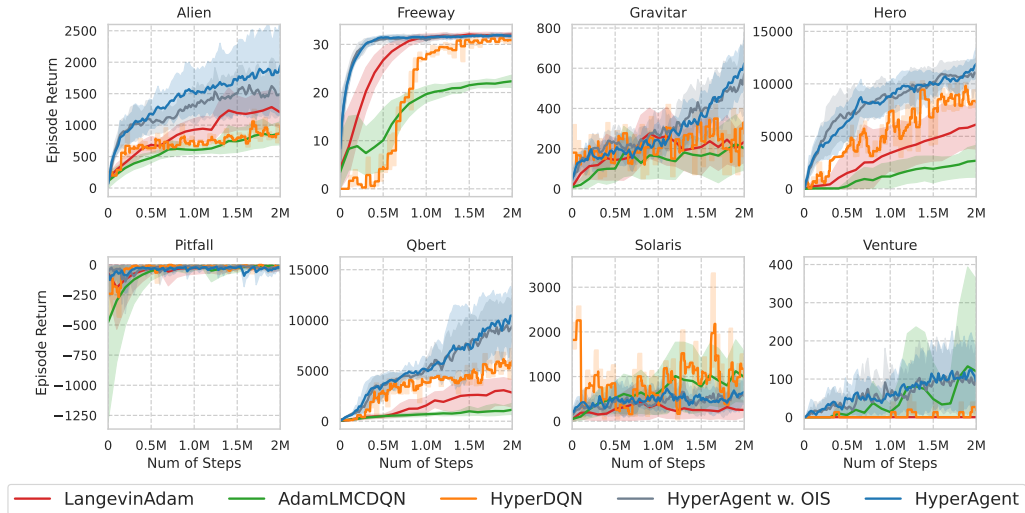 Alien Freeway Gravitar Hero
Episode Return
2500
2000
1500
1000
500
0
0.5M 1.0M 1.5M 2M
30
20
10
0
0 0.5M 1.0M 1.5M 2M
800
600
400
200
0
0.5M 1.0M 1.5M 2M
15000
10000
5000
0
0.5M 1.0M 1.5M 2M
Pitfall Qbert Solaris Venture
Episode Return
0
−250
−500
−750
−1000
−1250
0 0.5M 1.0M 1.5M 2M
Num of Steps
15000
10000
5000
0
0 0.5M 1.0M 1.5M 2M
Num of Steps
3000
2000
1000
0
0.5M 1.0M 1.5M 2M
Num of Steps
400
300
200
100
0
0.5M 1.0M 1.5M 2M
Num of Steps
LangevinAdam AdamLMCDQN HyperDQN HyperAgent w. OIS HyperAgent